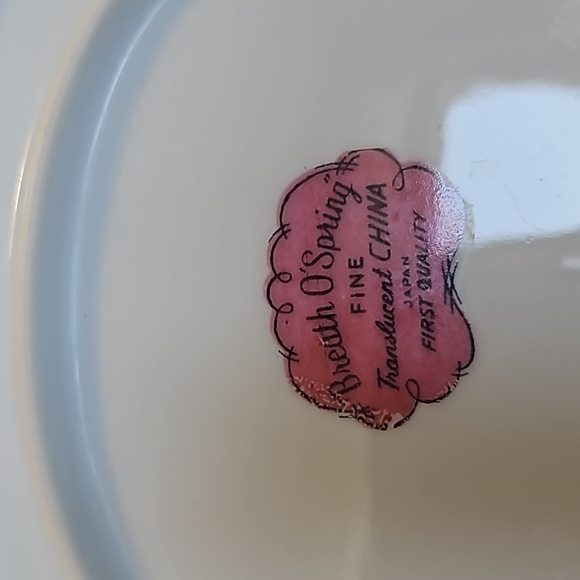 "Breath O'Spring"
FINE
Translucent CHINA
JAPAN
FIRST QUALITY